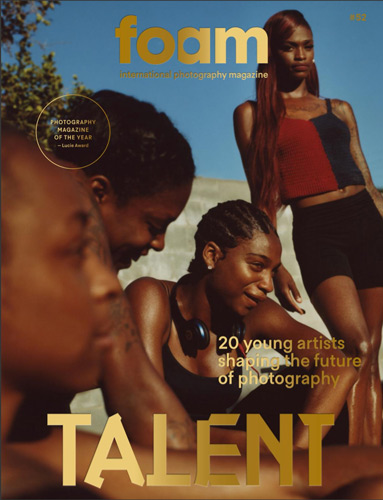 foam
#52
international photography magazine
PHOTOGRAPHY
MAGAZINE
OF THE YEAR
– Lucie Award
20 young artists
shaping the future
of photography
TALENT